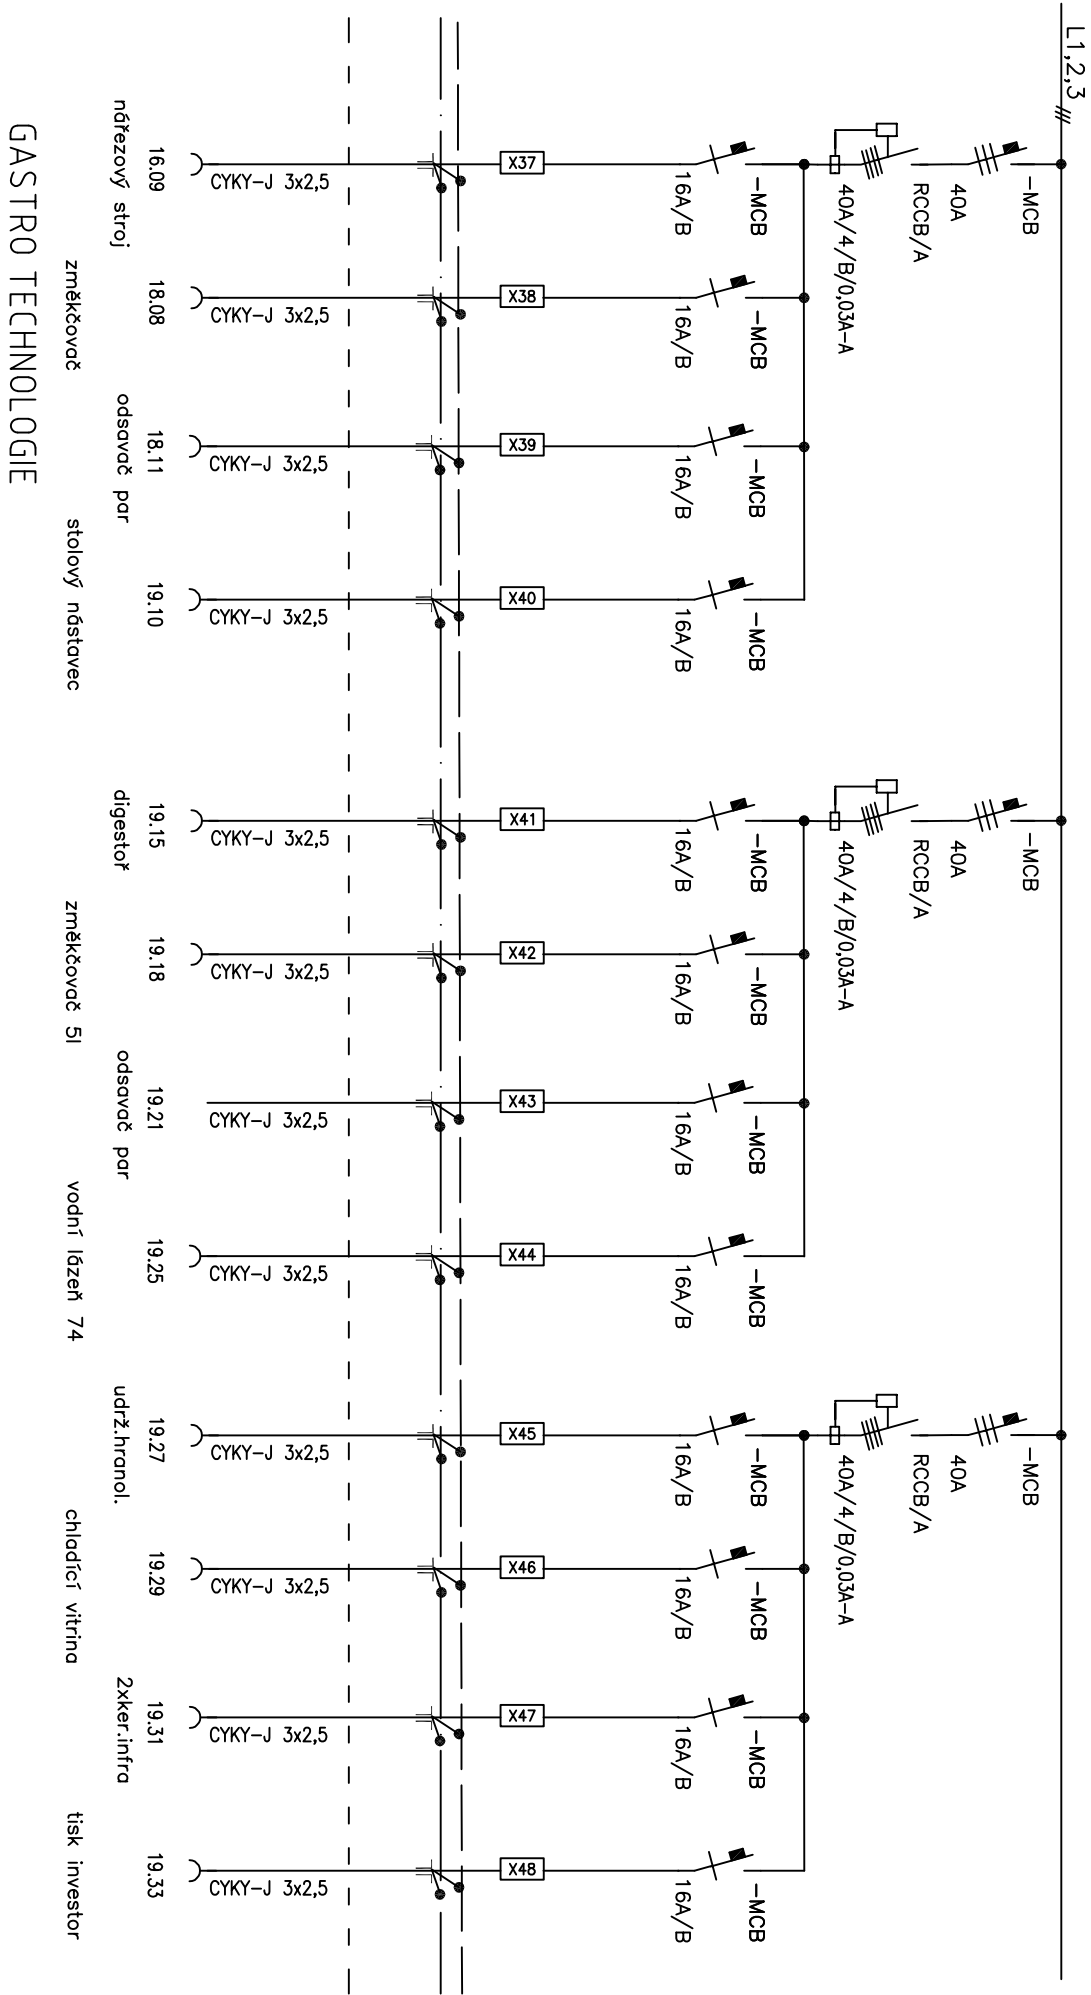 L1,2,3
-MCB
40A
RCCB/A
40A/4/B/0,03A-A
-MCB
40A
RCCB/A
40A/4/B/0,03A-A
-MCB
40A
RCCB/A
40A/4/B/0,03A-A
-MCB
16A/B
-MCB
16A/B
-MCB
16A/B
-MCB
16A/B
-MCB
16A/B
-MCB
16A/B
-MCB
16A/B
-MCB
16A/B
-MCB
16A/B
-MCB
16A/B
-MCB
16A/B
-MCB
16A/B
X37
X38
X39
X40
X41
X42
X43
X44
X45
X46
X47
X48
CYKY-J 3x2,5
CYKY-J 3x2,5
CYKY-J 3x2,5
CYKY-J 3x2,5
CYKY-J 3x2,5
CYKY-J 3x2,5
CYKY-J 3x2,5
CYKY-J 3x2,5
CYKY-J 3x2,5
CYKY-J 3x2,5
CYKY-J 3x2,5
CYKY-J 3x2,5
16.09
18.08
18.11
19.10
19.15
19.18
19.21
19.25
19.27
19.29
19.31
19.33
nářezový stroj
změkčovač
odsavač par
stolový nástavec
digestoř
změkčovač 5l
odsavač par
vodní lázeň 74
udrž.hranol.
chladící vitrina
2xker.infra
tisk investor
GASTRO TECHNOLOGIE